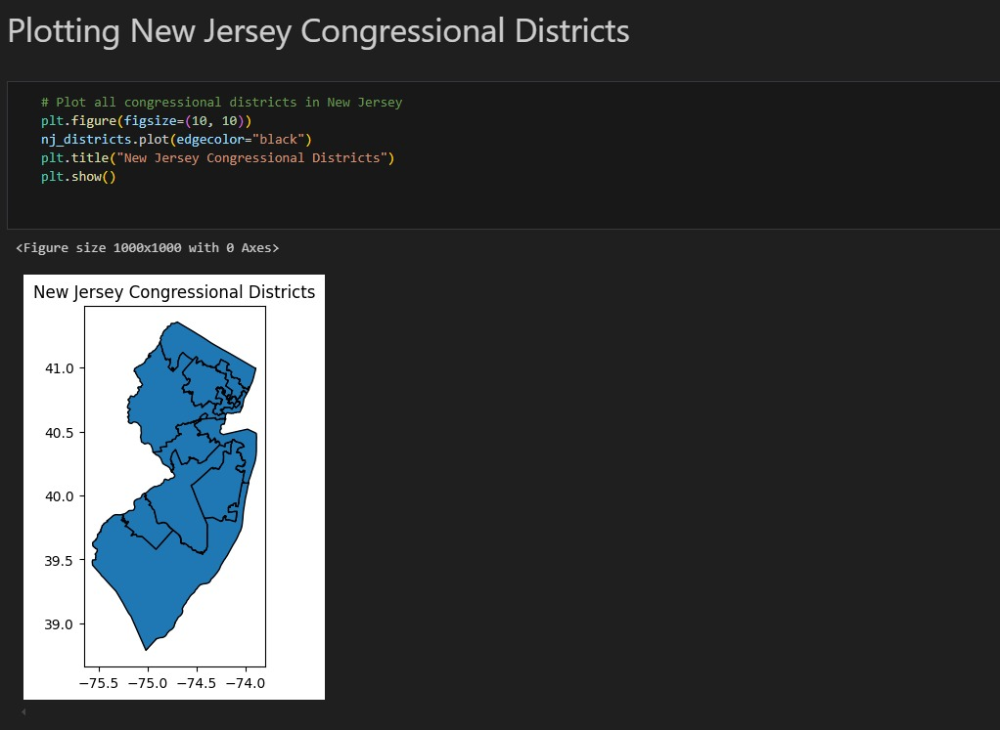 Plotting New Jersey Congressional Districts
# Plot all congressional districts in New Jersey
plt.figure(figsize=(10, 10))
nj_districts.plot(edgecolor="black")
plt.title("New Jersey Congressional Districts")
plt.show()
<Figure size 1000x1000 with 0 Axes>
New Jersey Congressional Districts
41.0
40.5
40.0
39.5
39.0
−75.5 −75.0 −74.5 −74.0